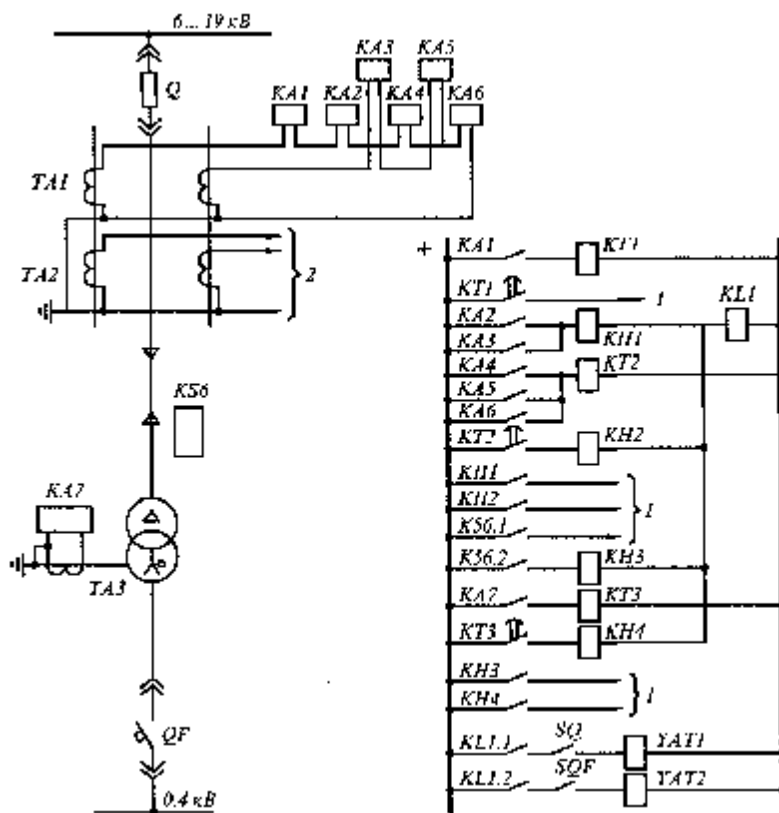 6... 19 кВ
Q
KA3
KA5
KA1
KA2
KA4
KA6
TA1
TA2
2
KS6
KA7
TA3
QF
0.4 кВ
+
KA1
KT1
KT1
1
KA2
KL1
KH1
KA3
KA4
KT2
KA5
KA6
KT2
KH2
KH1
KH2
1
KS6.1
KS6.2
KH3
KA7
KT3
KT3
KH4
KH3
KH4
1
KL1.1
SQ
YAT1
KL1.2
SQF
YAT2